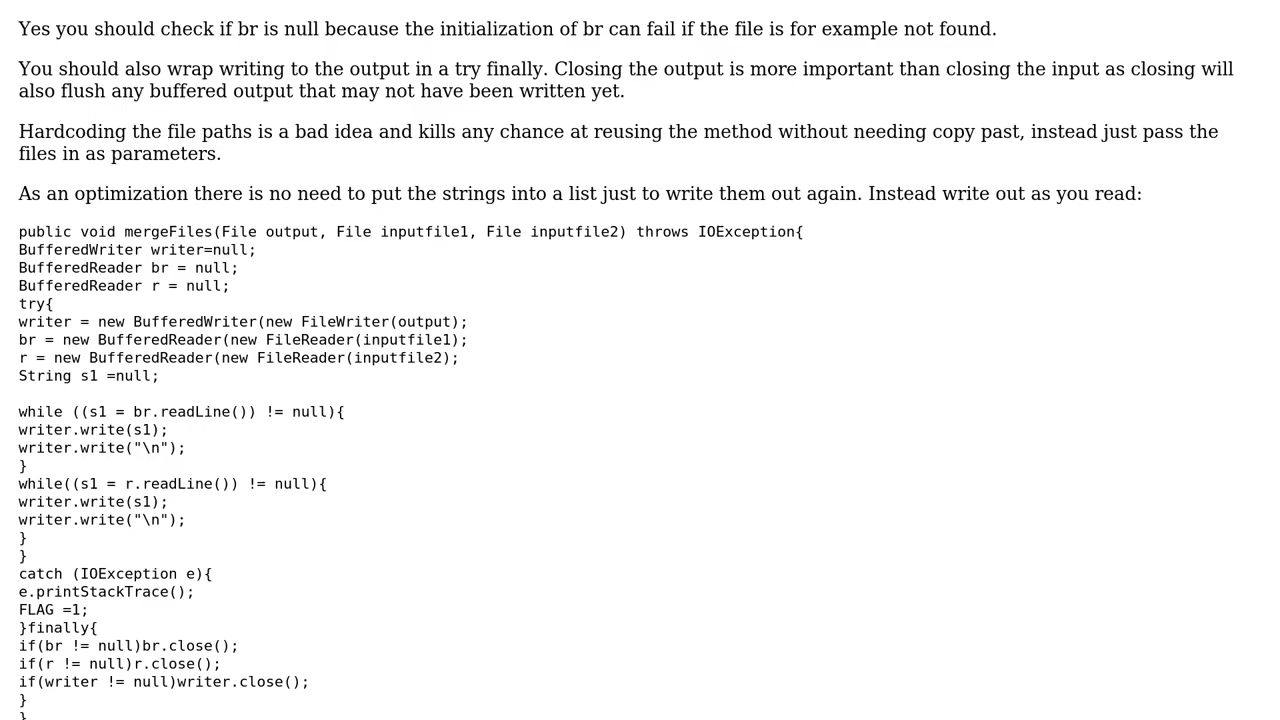 Yes you should check if br is null because the initialization of br can fail if the file is for example not found.
You should also wrap writing to the output in a try finally. Closing the output is more important than closing the input as closing will
also flush any buffered output that may not have been written yet.
Hardcoding the file paths is a bad idea and kills any chance at reusing the method without needing copy past, instead just pass the
files in as parameters.
As an optimization there is no need to put the strings into a list just to write them out again. Instead write out as you read:
public void mergeFiles(File output, File inputfile1, File inputfile2) throws IOException{
BufferedWriter writer=null;
BufferedReader br = null;
BufferedReader r = null;
try{
writer = new BufferedWriter(new FileWriter(output);
br = new BufferedReader(new FileReader(inputfile1);
r = new BufferedReader(new FileReader(inputfile2);
String s1 =null;
while ((s1 = br.readLine()) != null){
writer.write(s1);
writer.write("\n");
}
while((s1 = r.readLine()) != null){
writer.write(s1);
writer.write("\n");
}
}
catch (IOException e){
e.printStackTrace();
FLAG =1;
}finally{
if(br != null)br.close();
if(r != null)r.close();
if(writer != null)writer.close();
}
}